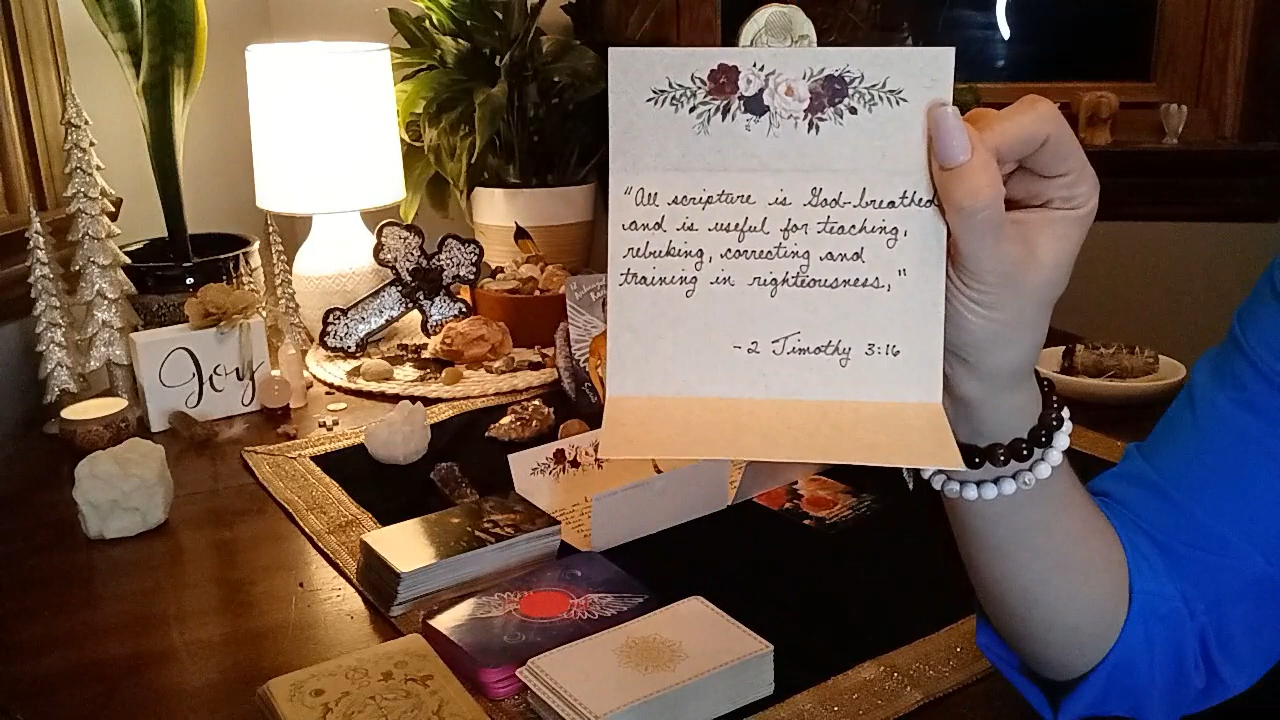 "All scripture is God-breathed
and is useful for teaching,
rebuking, correcting and
training in righteousness,"
- 2 Timothy 3:16
Joy
Archangel